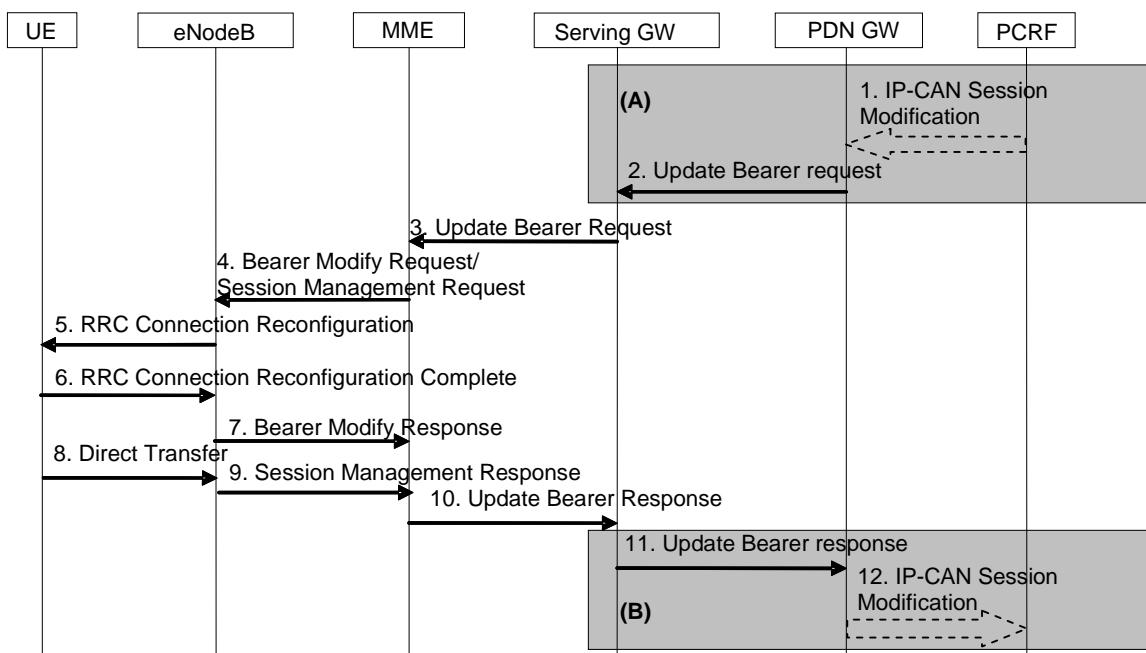 UE
eNodeB
MME
Serving GW
PDN GW
PCRF
(A)
1. IP-CAN Session
Modification
2. Update Bearer request
3. Update Bearer Request
4. Bearer Modify Request/
Session Management Request
5. RRC Connection Reconfiguration
6. RRC Connection Reconfiguration Complete
7. Bearer Modify Response
8. Direct Transfer
9. Session Management Response
10. Update Bearer Response
11. Update Bearer response
12. IP-CAN Session
Modification
(B)